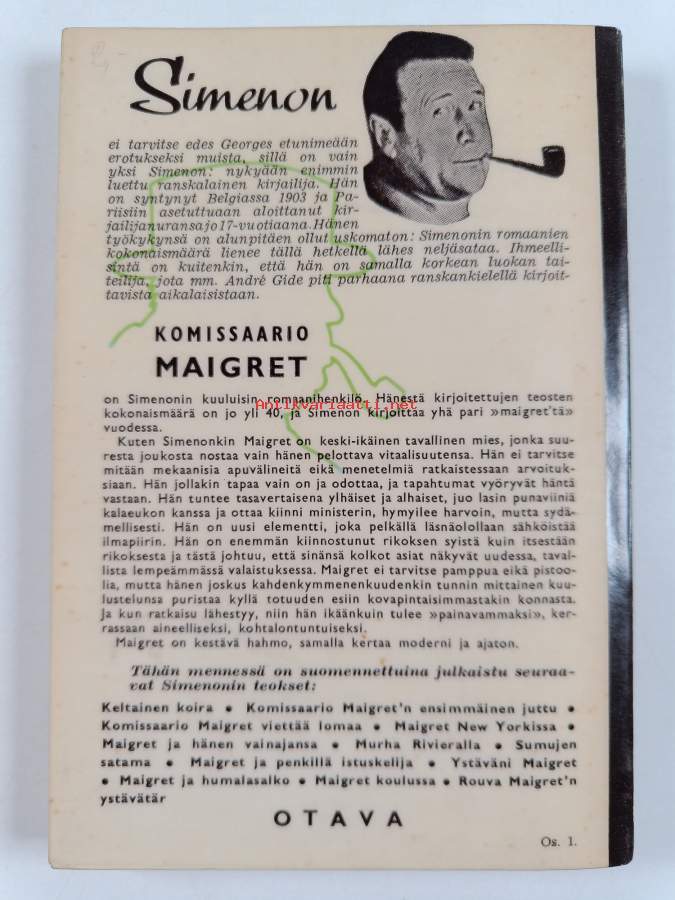 2,-
Simenon
ei tarvitse edes Georges etunimeään
erotukseksi muista, sillä on vain
yksi Simenon: nykyään enimmin
luettu ranskalainen kirjailija. Hän
on syntynyt Belgiassa 1903 ja Pa-
riisiin asetuttuaan aloittanut kir-
jailijanuransa jo 17-vuotiaana. Hänen
työkykynsä on alunpitäen ollut uskomaton: Simenonin romaanien
kokonaismäärä lienee tällä hetkellä lähes neljäsataa. Ihmeelli-
sintä on kuitenkin, että hän on samalla korkean luokan tai-
teilija, jota mm. André Gide piti parhaana ranskankielellä kirjoit-
tavista aikalaisistaan.
KOMISSAARIO
MAIGRET
on Simenonin kuuluisin romaanihenkilö. Hänestä kirjoitettujen teosten
kokonaismäärä on jo yli 40, ja Simenon kirjoittaa yhä pari »maigret'tä»
Antikvariaatti.net
vuodessa.
Kuten Simenonkin Maigret on keski-ikäinen tavallinen mies, jonka suu-
resta joukosta nostaa vain hänen pelottava vitaalisuutensa. Hän ei tarvitse
mitään mekaanisia apuvälineitä eikä menetelmiä ratkaistessaan arvoituk-
siaan. Hän jollakin tapaa vain on ja odottaa, ja tapahtumat vyöryvät häntä
vastaan. Hän tuntee tasavertaisena ylhäiset ja alhaiset, juo lasin punaviiniä
kalaeukon kanssa ja ottaa kiinni ministerin, hymyilee harvoin, mutta sydä-
mellisesti. Hän on uusi elementti, joka pelkällä läsnäolollaan sähköistää
ilmapiirin. Hän on enemmän kiinnostunut rikoksen syistä kuin itsestään
rikoksesta ja tästä johtuu, että sinänsä kolkot asiat näkyvät uudessa, taval-
lista lempeämmässä valaistuksessa. Maigret ei tarvitse pamppua eikä pistoo-
lia, mutta hänen joskus kahdenkymmenenkuudenkin tunnin mittainen kuu-
lustelunsa puristaa kyllä totuuden esiin kovapintaisimmastakin konnasta.
Ja kun ratkaisu lähestyy, niin hän ikäänkuin tulee »painavammaksi», ker-
rassaan aineelliseksi, kohtalontuntuiseksi.
Maigret on kestävä hahmo, samalla kertaa moderni ja ajaton.
Tähän mennessä on suomennettuina julkaistu seuraa-
vat Simenonin teokset:
Keltainen koira • Komissaario Maigret'n ensimmäinen juttu •
Komissaario Maigret viettää lomaa • Maigret New Yorkissa •
Maigret ja hänen vainajansa • Murha Rivieralla • Sumujen
satama • Maigret ja penkillä istuskelija • Ystäväni Maigret
• Maigret ja humalasalko • Maigret koulussa • Rouva Maigret'n
ystävätär
OTAVA
Os. 1.